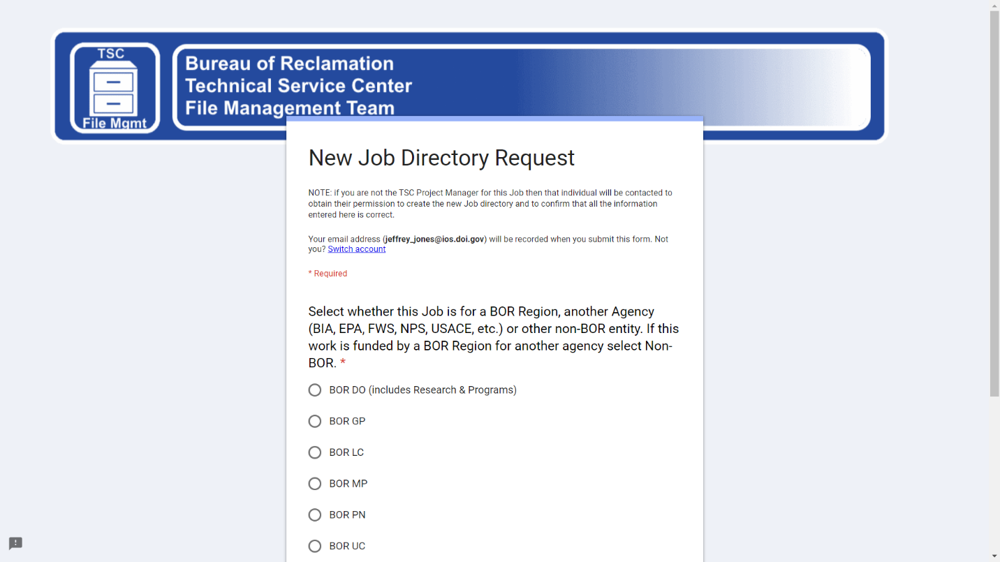 TSC
File Mgmt
Bureau of Reclamation
Technical Service Center
File Management Team
New Job Directory Request
NOTE: if you are not the TSC Project Manager for this Job then that individual will be contacted to
obtain their permission to create the new Job directory and to confirm that all the information
entered here is correct.
Your email address (jeffrey_jones@ios.doi.gov) will be recorded when you submit this form. Not
you? Switch account
* Required
Select whether this Job is for a BOR Region, another Agency
(BIA, EPA, FWS, NPS, USACE, etc.) or other non-BOR entity. If this
work is funded by a BOR Region for another agency select Non-
BOR. *
BOR DO (includes Research & Programs)
BOR GP
BOR LC
BOR MP
BOR PN
BOR UC